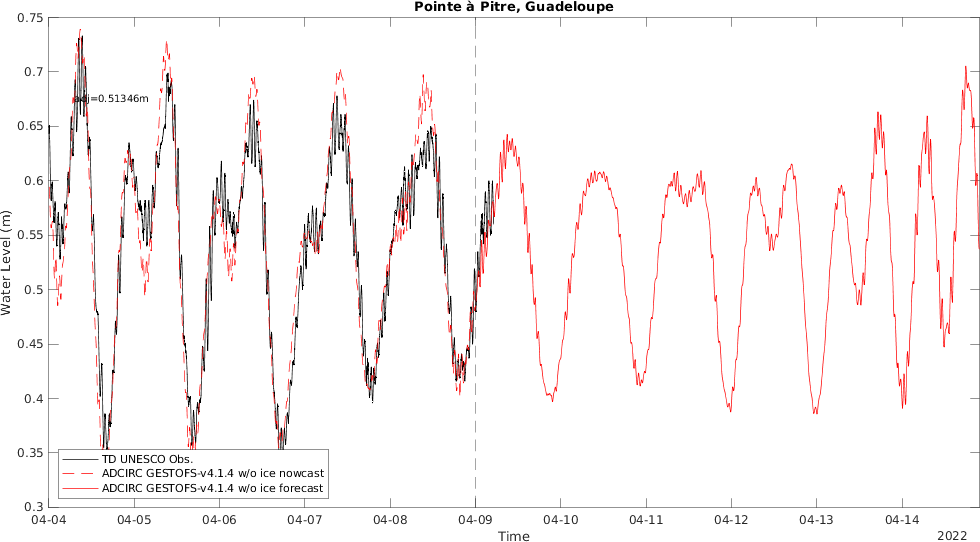 Pointe à Pitre, Guadeloupe
0.75
0.7
0.65
0.6
0.55
0.5
0.45
0.4
0.35
0.3
Water Level (m)
adj=0.51346m
TD UNESCO Obs.
ADCIRC GESTOFS-v4.1.4 w/o ice nowcast
ADCIRC GESTOFS-v4.1.4 w/o ice forecast
04-04 04-05 04-06 04-07 04-08 04-09 04-10 04-11 04-12 04-13 04-14
Time
2022